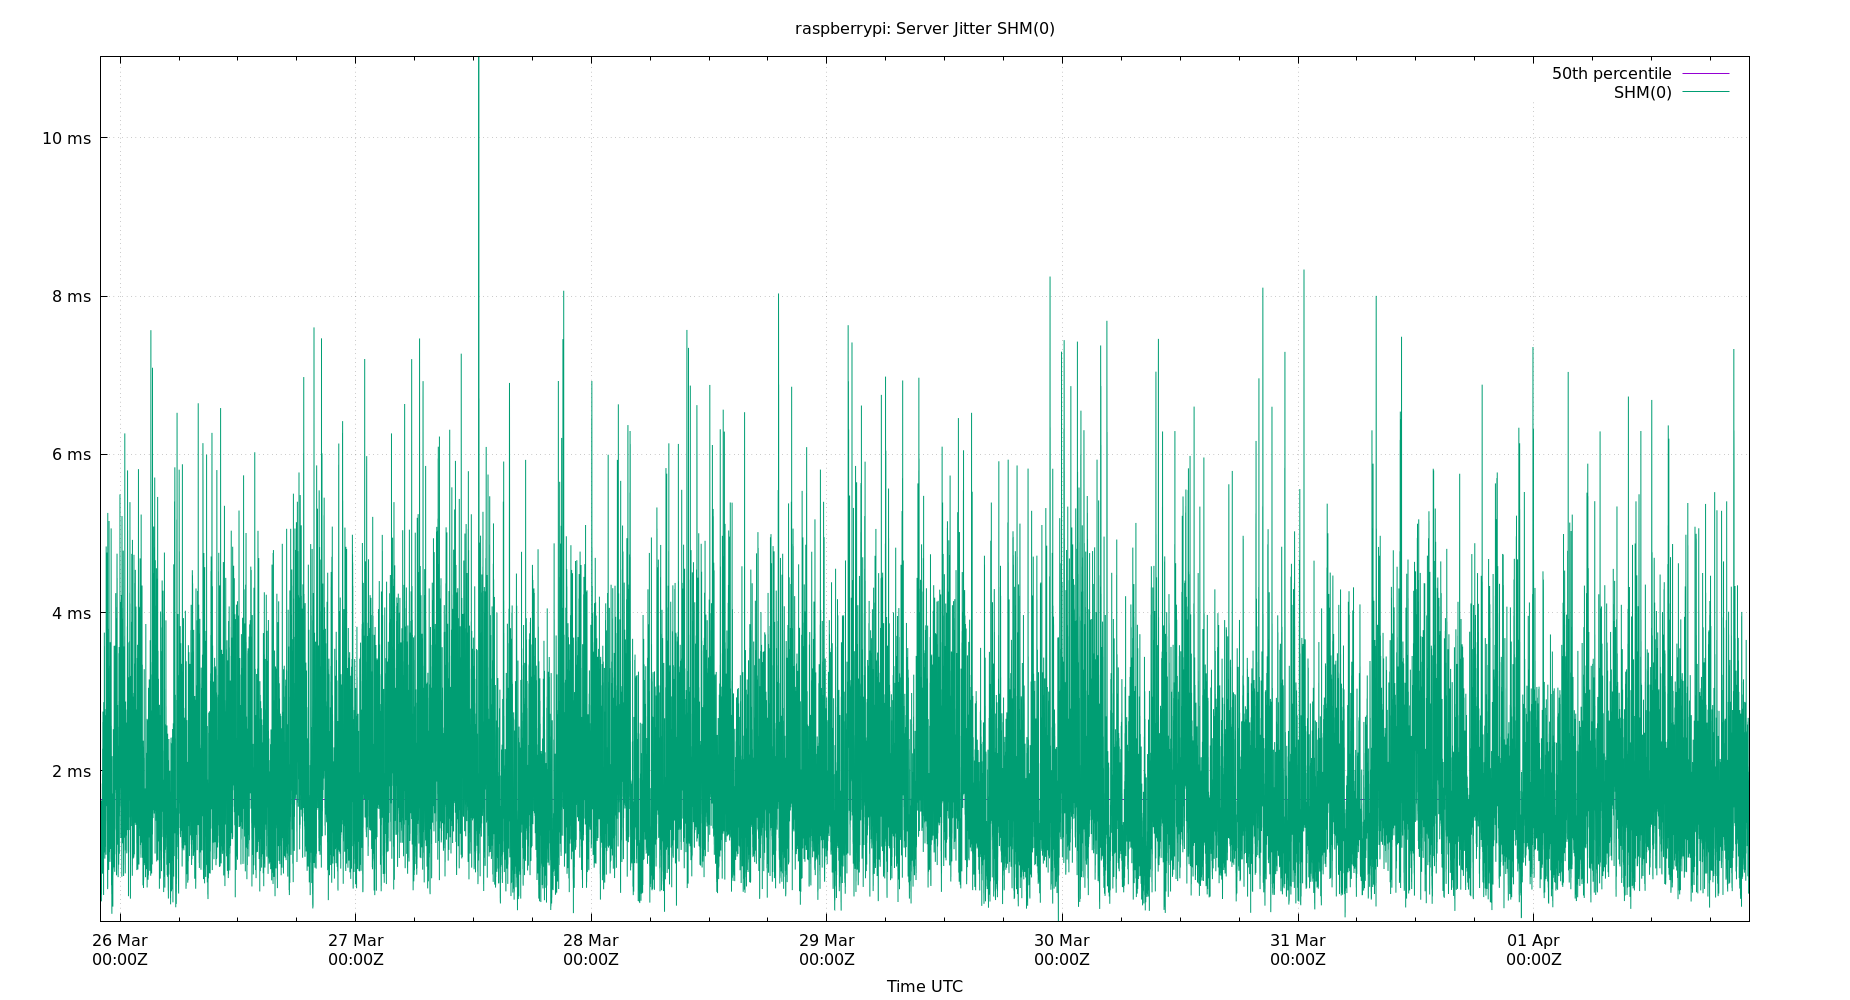 raspberrypi: Server Jitter SHM(0)
50th percentile
SHM(0)
10 ms
8 ms
6 ms
4 ms
2 ms
26 Mar
00:00Z
27 Mar
00:00Z
28 Mar
00:00Z
29 Mar
00:00Z
30 Mar
00:00Z
31 Mar
00:00Z
01 Apr
00:00Z
Time UTC